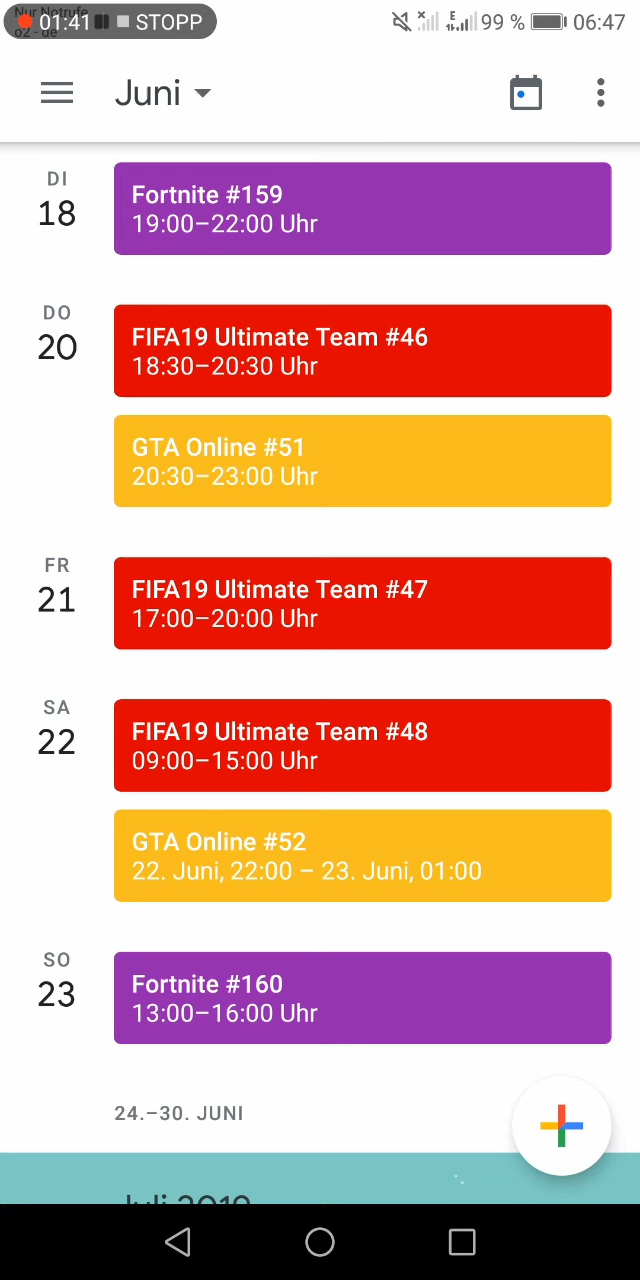 Nur Notrufe
01:41 STOPP
o2 - de
E
99 % 06:47
Juni
DI
18
Fortnite #159
19:00–22:00 Uhr
DO
20
FIFA19 Ultimate Team #46
18:30–20:30 Uhr
GTA Online #51
20:30–23:00 Uhr
FR
21
FIFA19 Ultimate Team #47
17:00–20:00 Uhr
SA
22
FIFA19 Ultimate Team #48
09:00–15:00 Uhr
GTA Online #52
22. Juni, 22:00 – 23. Juni, 01:00
SO
23
Fortnite #160
13:00–16:00 Uhr
24.–30. JUNI
Juli 2019